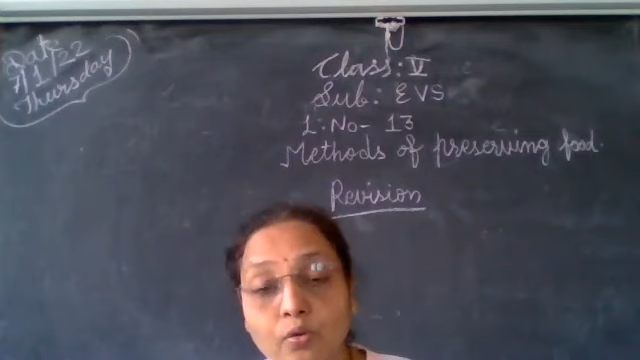 Date
7/1/22
Thursday
Class: V
Sub: EVS
L: No- 13
Methods of preserving food.
Revision